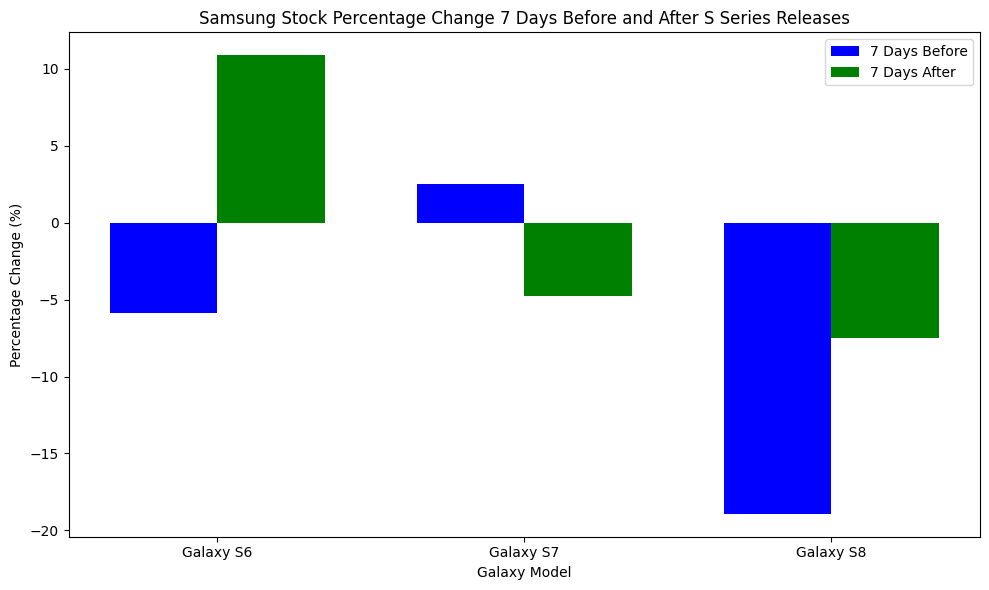 Samsung Stock Percentage Change 7 Days Before and After S Series Releases
7 Days Before
7 Days After
Percentage Change (%)
10
5
0
−5
−10
−15
−20
Galaxy S6
Galaxy S7
Galaxy S8
Galaxy Model